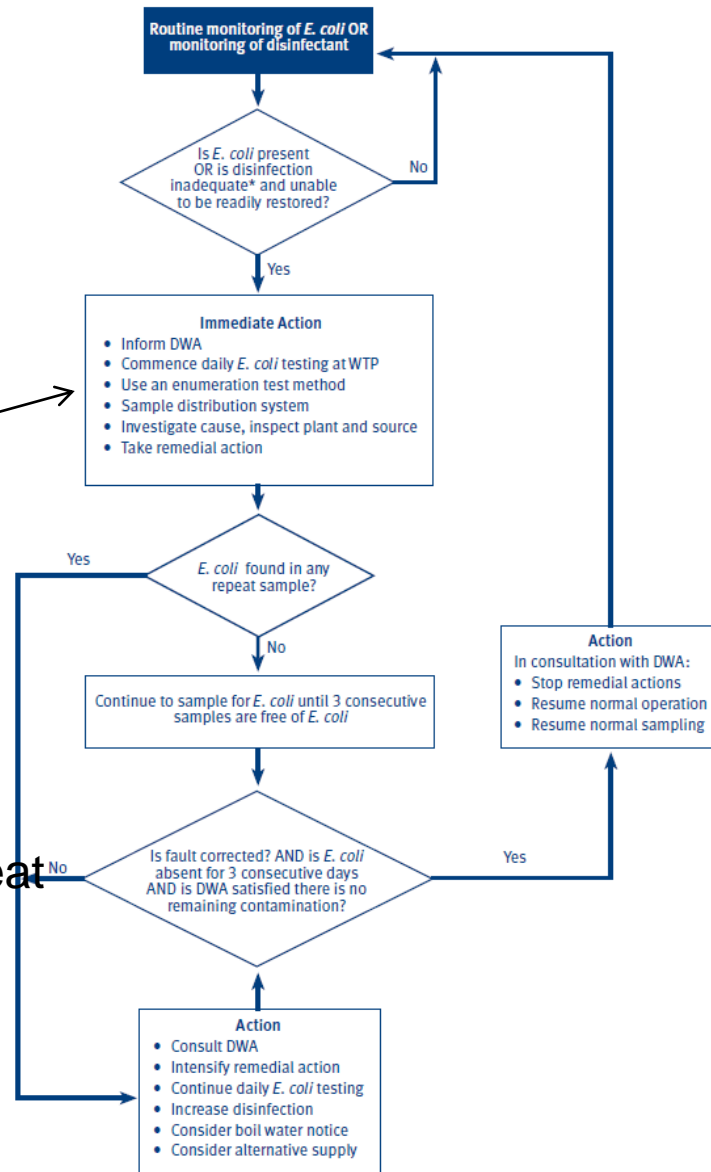 Routine monitoring of E. coli OR
monitoring of disinfectant
Is E. coli present
OR is disinfection
inadequate* and unable
to be readily restored?
No
Yes
Immediate Action
• Inform DWA
• Commence daily E. coli testing at WTP
• Use an enumeration test method
• Sample distribution system
• Investigate cause, inspect plant and source
• Take remedial action
Yes
E. coli found in any
repeat sample?
No
Continue to sample for E. coli until 3 consecutive
samples are free of E. coli
Action
In consultation with DWA:
• Stop remedial actions
• Resume normal operation
• Resume normal sampling
Is fault corrected? AND is E. coli
absent for 3 consecutive days
AND is DWA satisfied there is no
remaining contamination?
No
Yes
Action
• Consult DWA
• Intensify remedial action
• Continue daily E. coli testing
• Increase disinfection
• Consider boil water notice
• Consider alternative supply